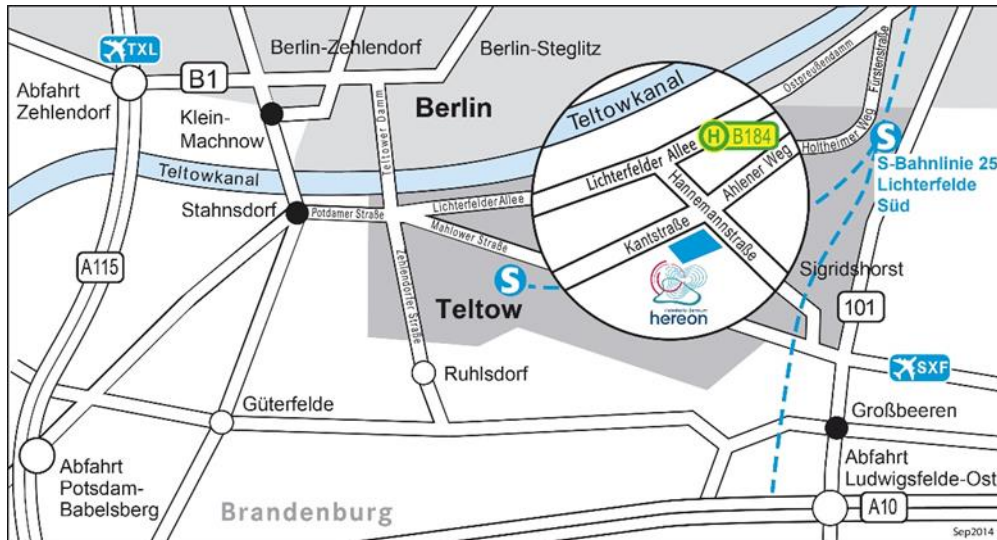 TXL
Abfahrt
Zehlendorf
B1
Berlin-Zehlendorf
Berlin-Steglitz
Klein-
Machnow
Berlin
Teltower Damm
Teltowkanal
Teltowkanal
Ostpreußendamm
Fürstenstraße
Holtheimer Weg
H B184
Lichterfelder Allee
Ahlener Weg
Hannemannstraße
Kantstraße
hereon
S
S-Bahnlinie 25
Lichterfelde
Süd
Stahnsdorf
Potdamer Straße
Lichterfelder Allee
Mahlower Straße
Zehlendorfer Straße
S
Teltow
Sigridshorst
A115
101
SXF
Ruhlsdorf
Güterfelde
Großbeeren
Abfahrt
Potsdam-
Babelsberg
Abfahrt
Ludwigsfelde-Ost
A10
Brandenburg
Sep2014